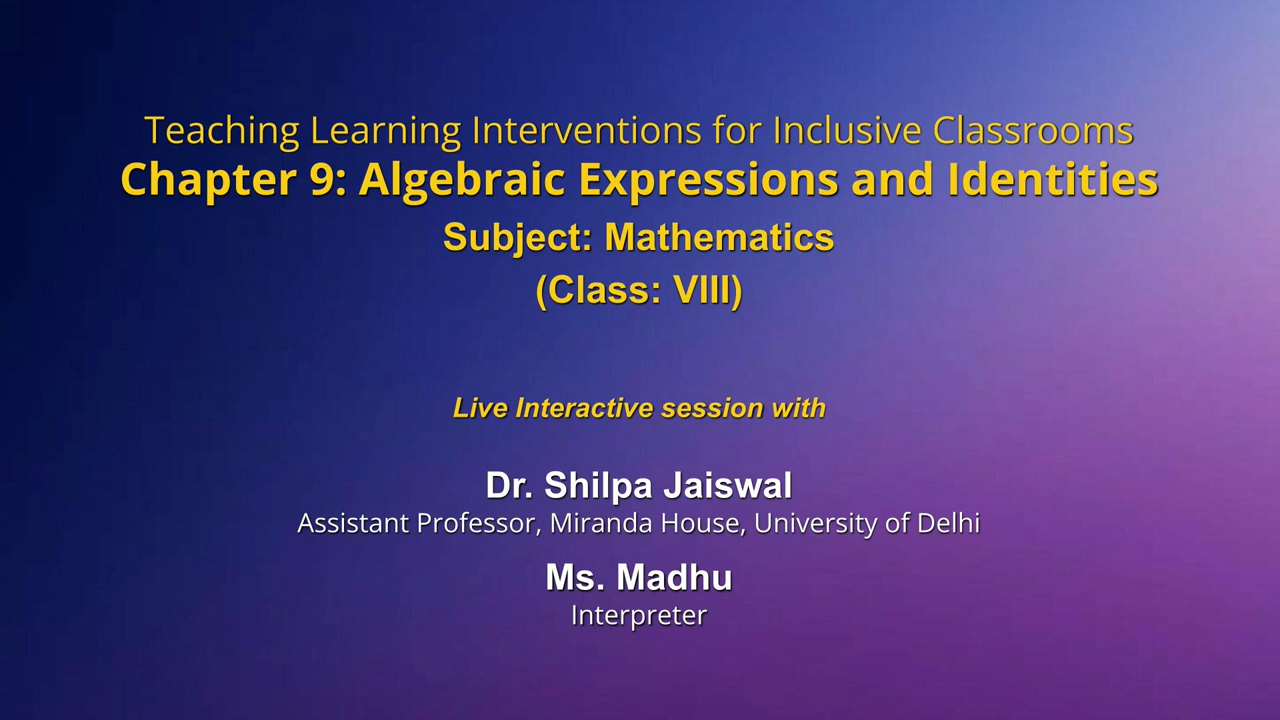 Teaching Learning Interventions for Inclusive Classrooms
Chapter 9: Algebraic Expressions and Identities
Subject: Mathematics
(Class: VIII)
Live Interactive session with
Dr. Shilpa Jaiswal
Assistant Professor, Miranda House, University of Delhi
Ms. Madhu
Interpreter